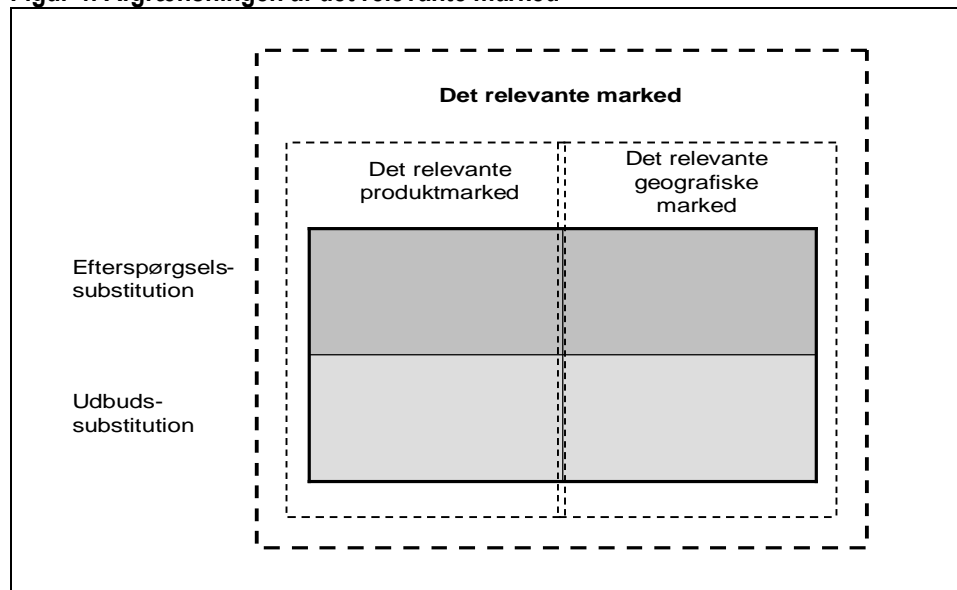 Det relevante marked
Det relevante
produktmarked
Det relevante
geografiske
marked
Efterspørgsels-
substitution
Udbuds-
substitution